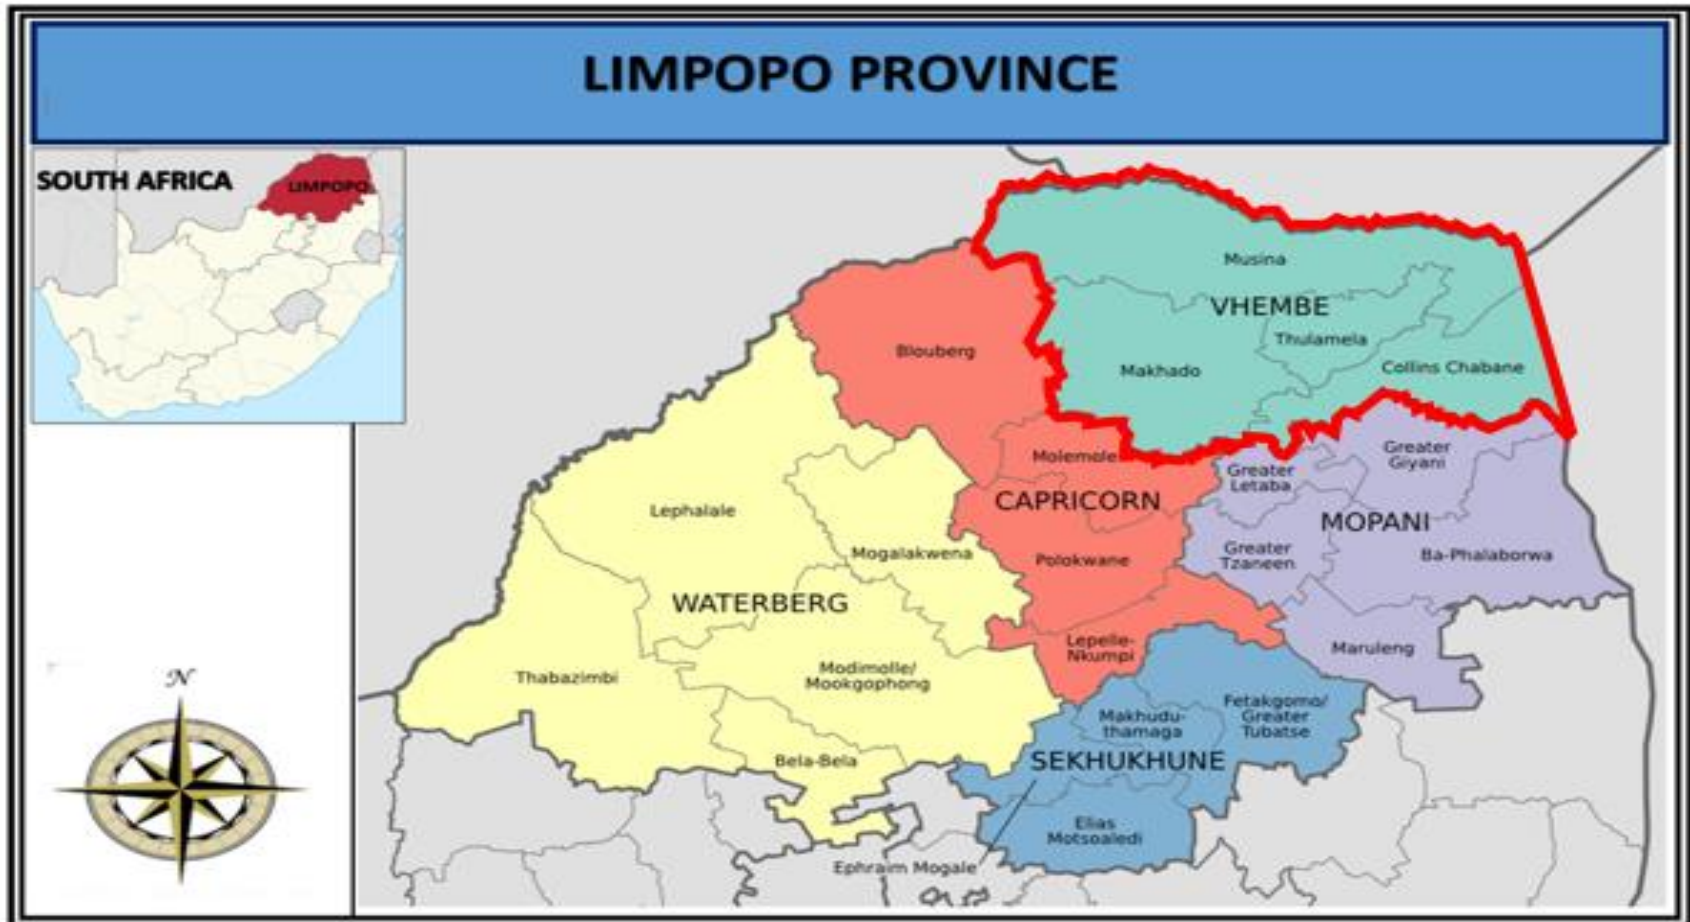 LIMPOPO PROVINCE
SOUTH AFRICA
LIMPOPO
Musina
VHEMBE
Thulamela
Makhado
Collins Chabane
Blouberg
Molemole
CAPRICORN
Polokwane
Lepelle-
Nkumpi
Greater
Giyani
Greater
Letaba
MOPANI
Greater
Tzaneen
Ba-Phalaborwa
Maruleng
Lephalale
Mogalakwena
WATERBERG
Thabazimbi
Modimolle/
Mookgophong
Bela-Bela
Fetakgomo/
Greater
Tubatse
Makhudu-
thamaga
SEKHUKHUNE
Elias
Motsoaledi
Ephraim Mogale
N